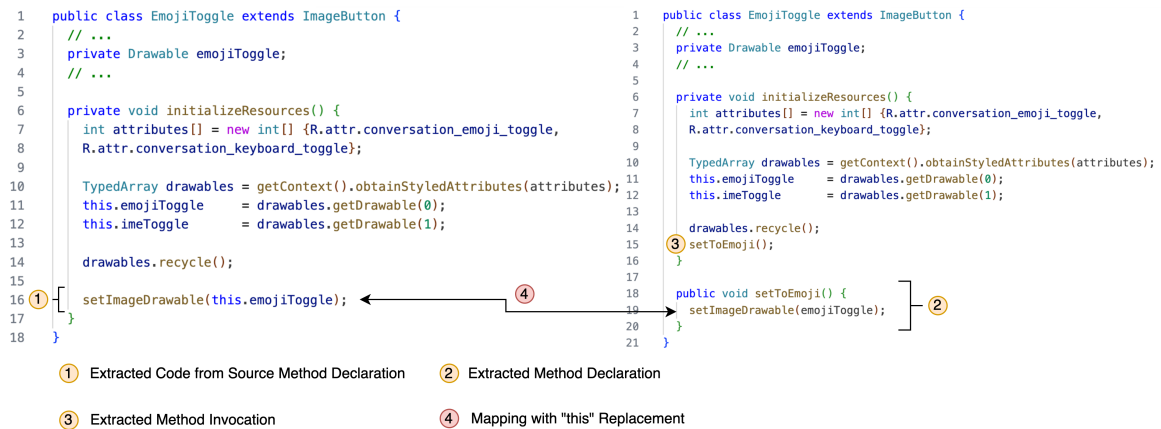 1 public class EmojiToggle extends ImageButton {
2 // ...
3 private Drawable emojiToggle;
4 // ...
5
6 private void initializeResources() {
7 int attributes[] = new int[] {R.attr.conversation_emoji_toggle,
8 R.attr.conversation_keyboard_toggle};
9
10 TypedArray drawables = getContext().obtainStyledAttributes(attributes);
11 this.emojiToggle = drawables.getDrawable(0);
12 this.imeToggle = drawables.getDrawable(1);
13
14 drawables.recycle();
15
1 16 setImageDrawable(this.emojiToggle);
17 }
18 }
4
1 public class EmojiToggle extends ImageButton {
2 // ...
3 private Drawable emojiToggle;
4 // ...
5
6 private void initializeResources() {
7 int attributes[] = new int[] {R.attr.conversation_emoji_toggle,
8 R.attr.conversation_keyboard_toggle};
9
10 TypedArray drawables = getContext().obtainStyledAttributes(attributes);
11 this.emojiToggle = drawables.getDrawable(0);
12 this.imeToggle = drawables.getDrawable(1);
13
14 drawables.recycle();
15 3 setToEmoji();
16 }
17
18 public void setToEmoji() {
19 setImageDrawable(emojiToggle); 2
20 }
21 }
1 Extracted Code from Source Method Declaration
2 Extracted Method Declaration
3 Extracted Method Invocation
4 Mapping with "this" Replacement